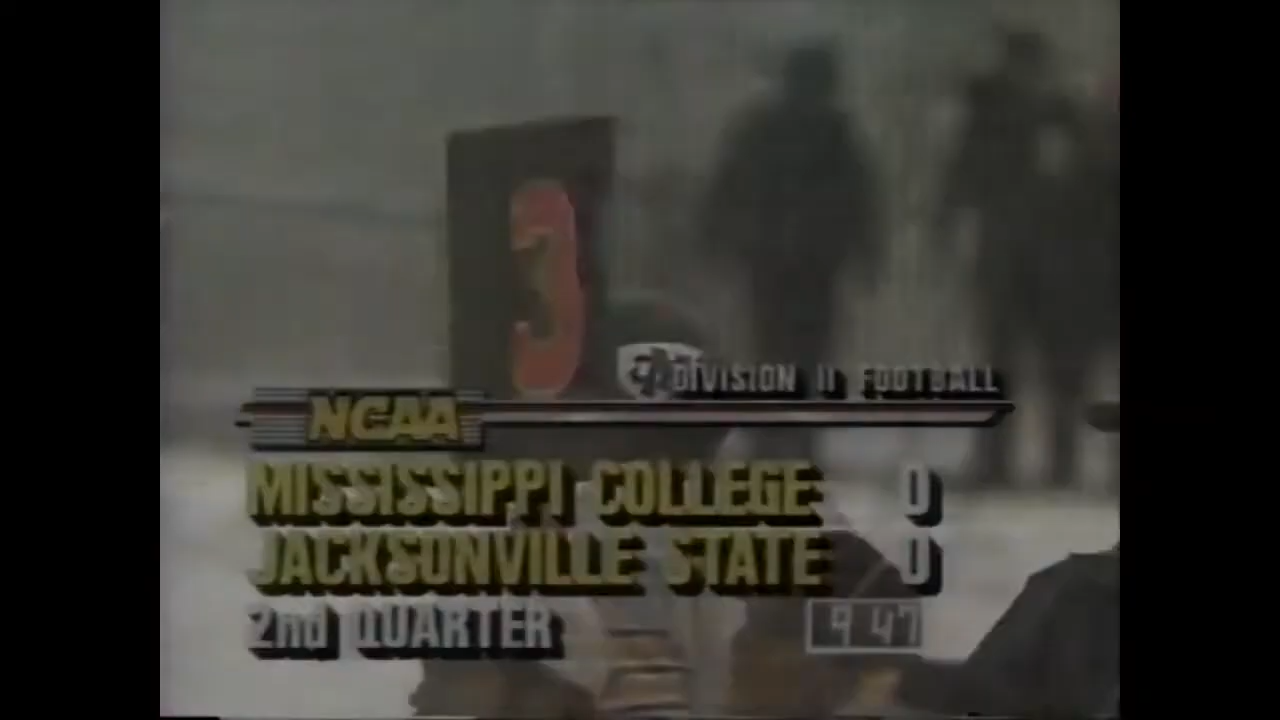 3
DIVISION II FOOTBALL
NCAA
MISSISSIPPI COLLEGE 0
JACKSONVILLE STATE 0
2nd QUARTER 9 47